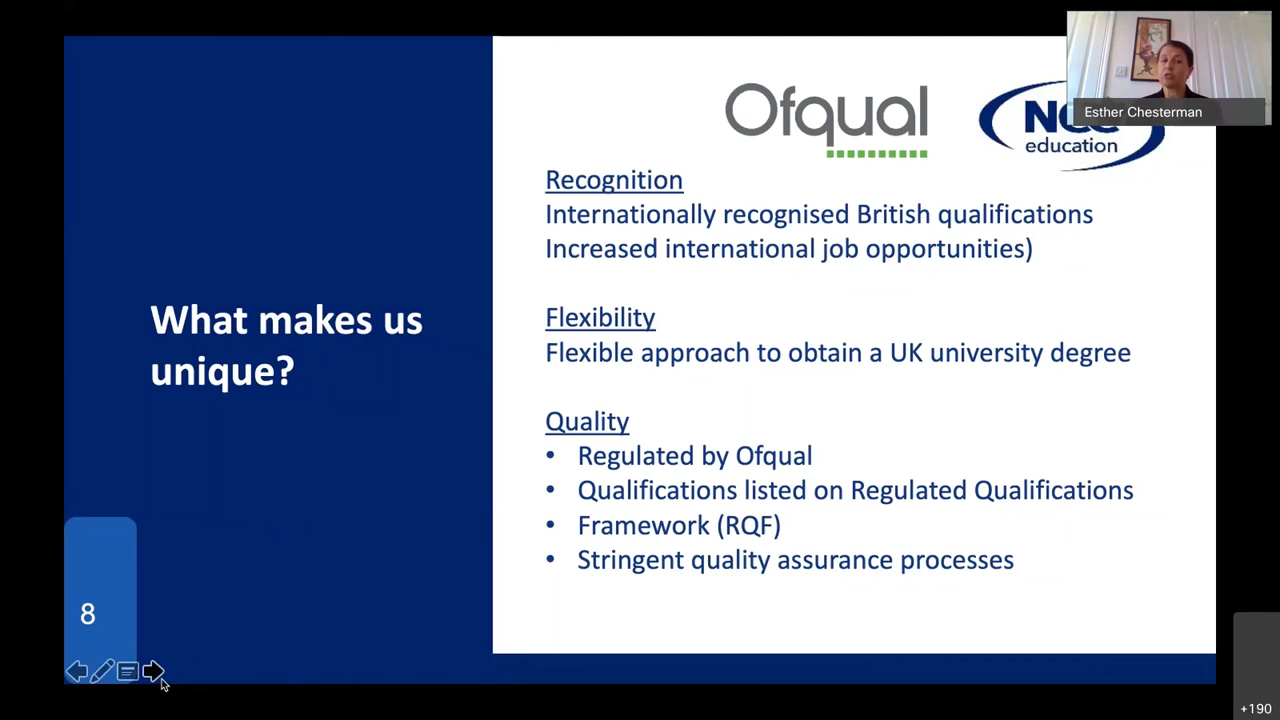 Ofqual
education
Esther Chesterman
Recognition
Internationally recognised British qualifications
Increased international job opportunities)
What makes us
unique?
Flexibility
Flexible approach to obtain a UK university degree
Quality
• Regulated by Ofqual
• Qualifications listed on Regulated Qualifications
• Framework (RQF)
• Stringent quality assurance processes
8
+190